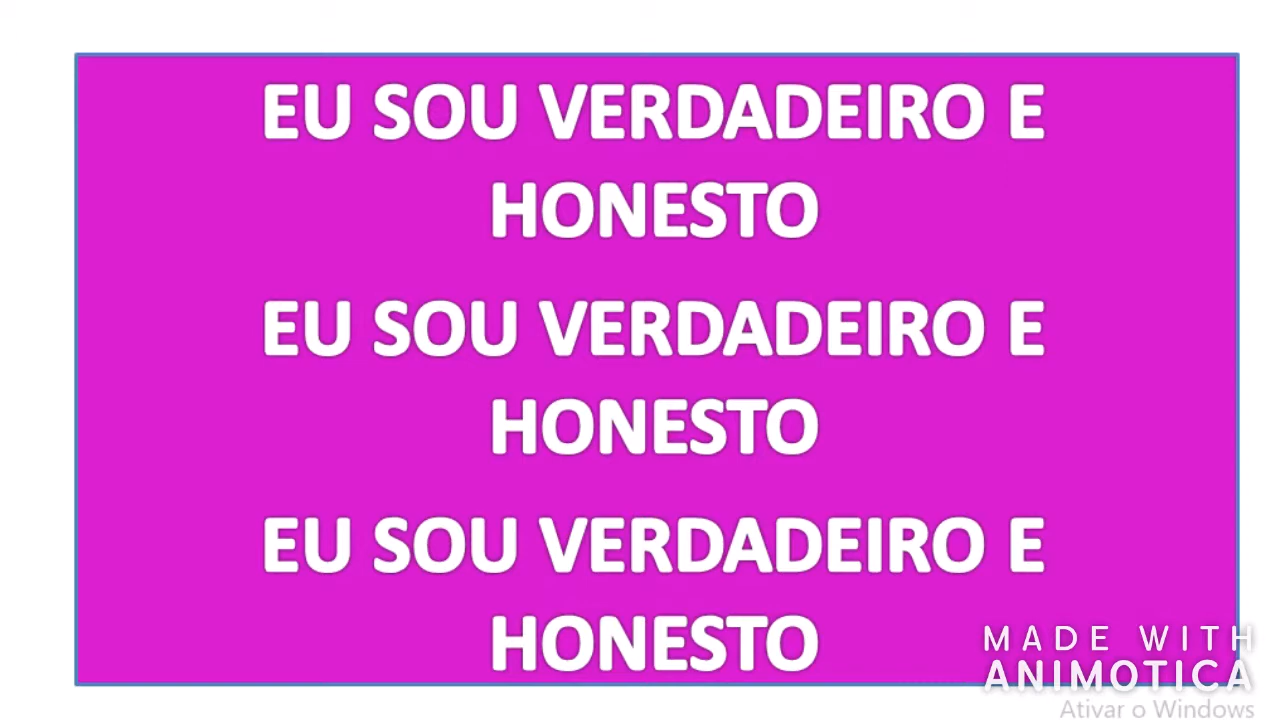 EU SOU VERDADEIRO E
HONESTO
EU SOU VERDADEIRO E
HONESTO
EU SOU VERDADEIRO E
HONESTO
MADE WITH
ANIMOTICA
Ativar o Windows